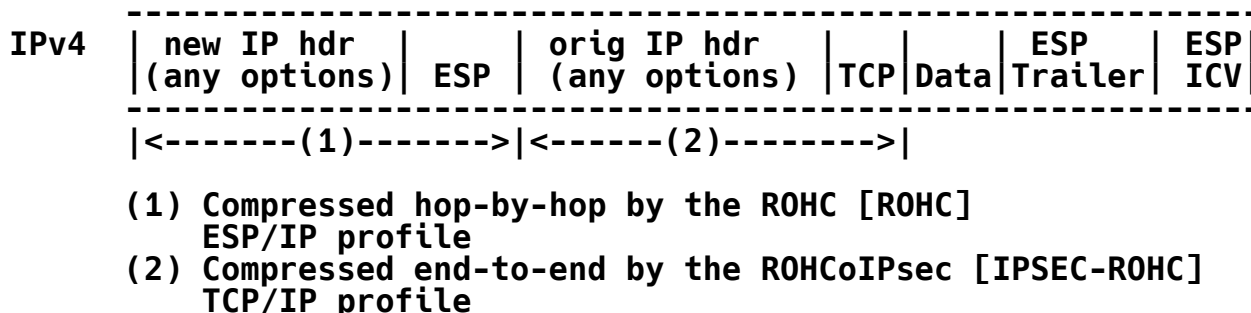 -----------------------------------------------------------
IPv4  | new IP hdr   |     | orig IP hdr   |   |    | ESP     | ESP|
|(any options)| ESP | (any options) |TCP|Data|Trailer| ICV|
-----------------------------------------------------------
|<-------(1)------->|<------(2)-------->|
(1) Compressed hop-by-hop by the ROHC [ROHC]
ESP/IP profile
(2) Compressed end-to-end by the ROHCoIPsec [IPSEC-ROHC]
TCP/IP profile